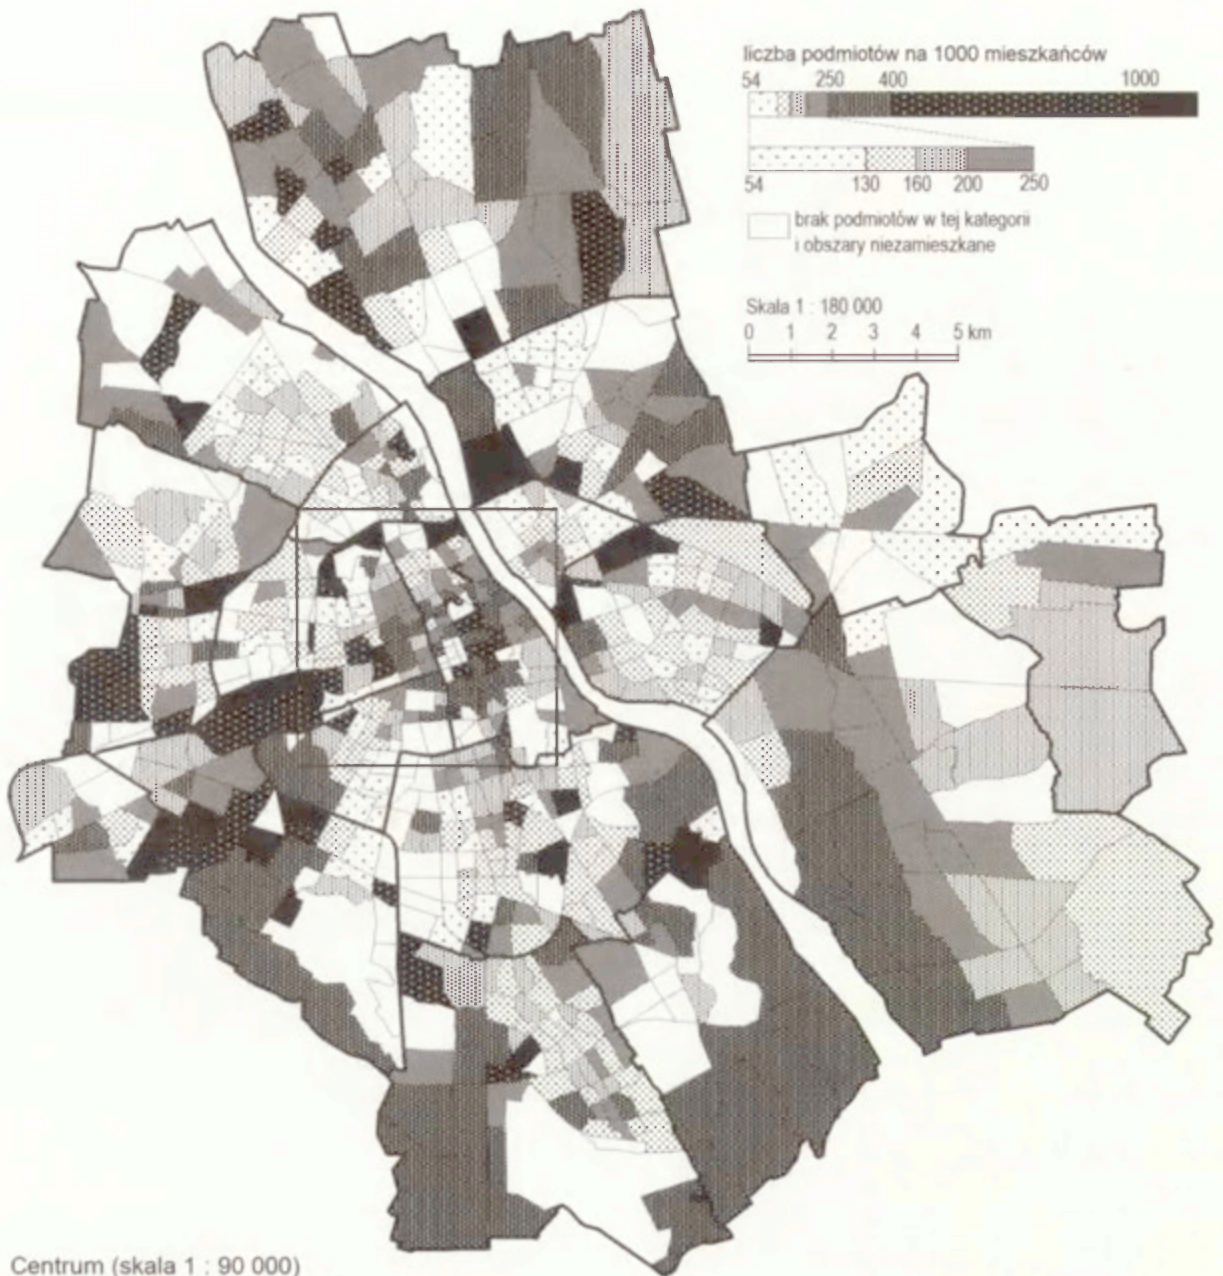 liczba podmiotów na 1000 mieszkańców
54 250 400 1000
54 130 160 200 250
brak podmiotów w tej kategorii
i obszary niezamieszkane
Skala 1 : 180 000
0 1 2 3 4 5 km
Centrum (skala 1 : 90 000)